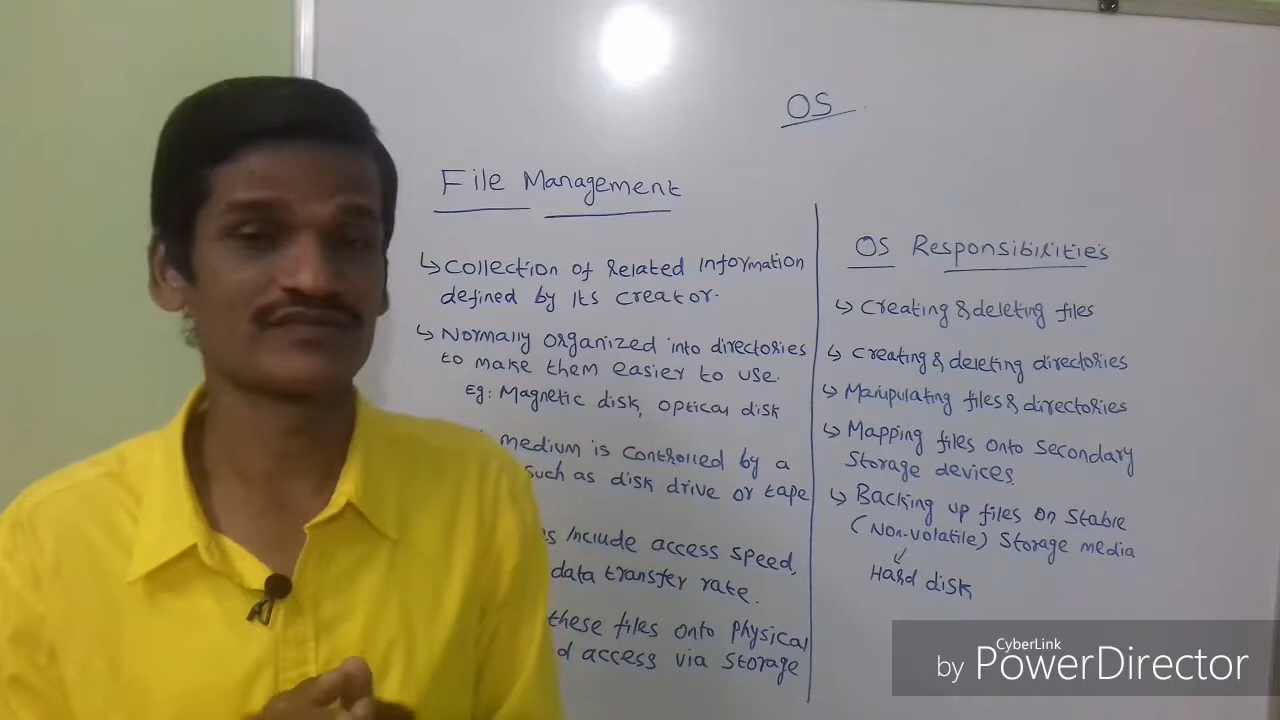 OS
File Management
↳ Collection of Related Information
defined by its creator.
↳ Normally organized into directories
to make them easier to use.
Eg: Magnetic disk, optical disk
medium is controlled by a
such as disk drive or tape
s include access speed,
data transfer rate.
these files onto physical
d access via storage
OS Responsibilities
↳ Creating & deleting files
↳ Creating & deleting directories
↳ Manipulating files & directories
↳ Mapping files onto secondary
Storage devices.
↳ Backing up files on stable
(Non-volatile) Storage media
Hard disk
CyberLink
by PowerDirector